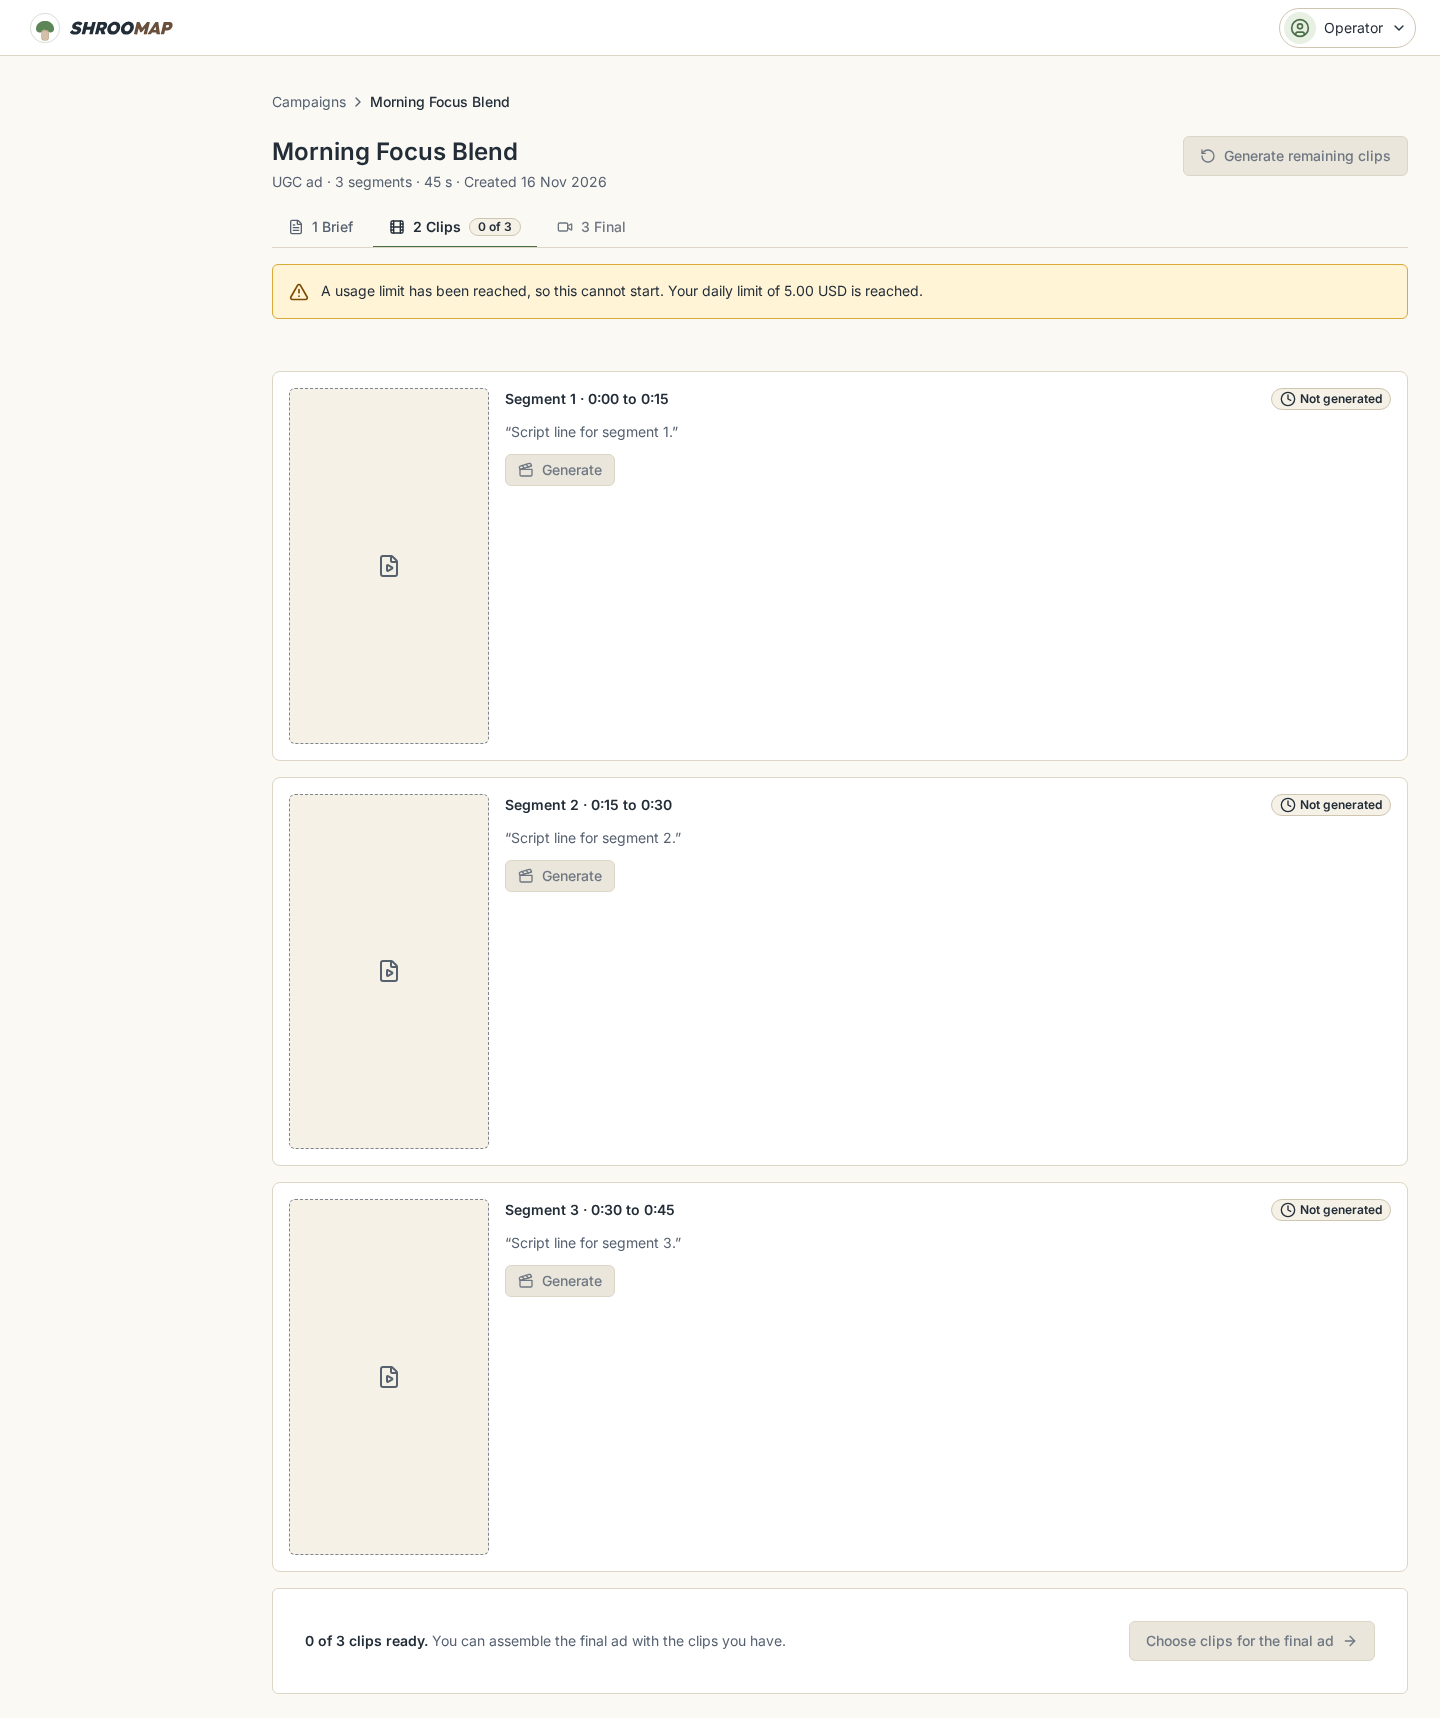 SHROOMAP
Operator
Campaigns
Morning Focus Blend
Morning Focus Blend
Generate remaining clips
UGC ad · 3 segments · 45 s · Created 16 Nov 2026
1 Brief
2 Clips
0 of 3
3 Final
A usage limit has been reached, so this cannot start. Your daily limit of 5.00 USD is reached.
Segment 1 · 0:00 to 0:15
Not generated
“Script line for segment 1.”
Generate
Segment 2 · 0:15 to 0:30
Not generated
“Script line for segment 2.”
Generate
Segment 3 · 0:30 to 0:45
Not generated
“Script line for segment 3.”
Generate
0 of 3 clips ready. You can assemble the final ad with the clips you have.
Choose clips for the final ad